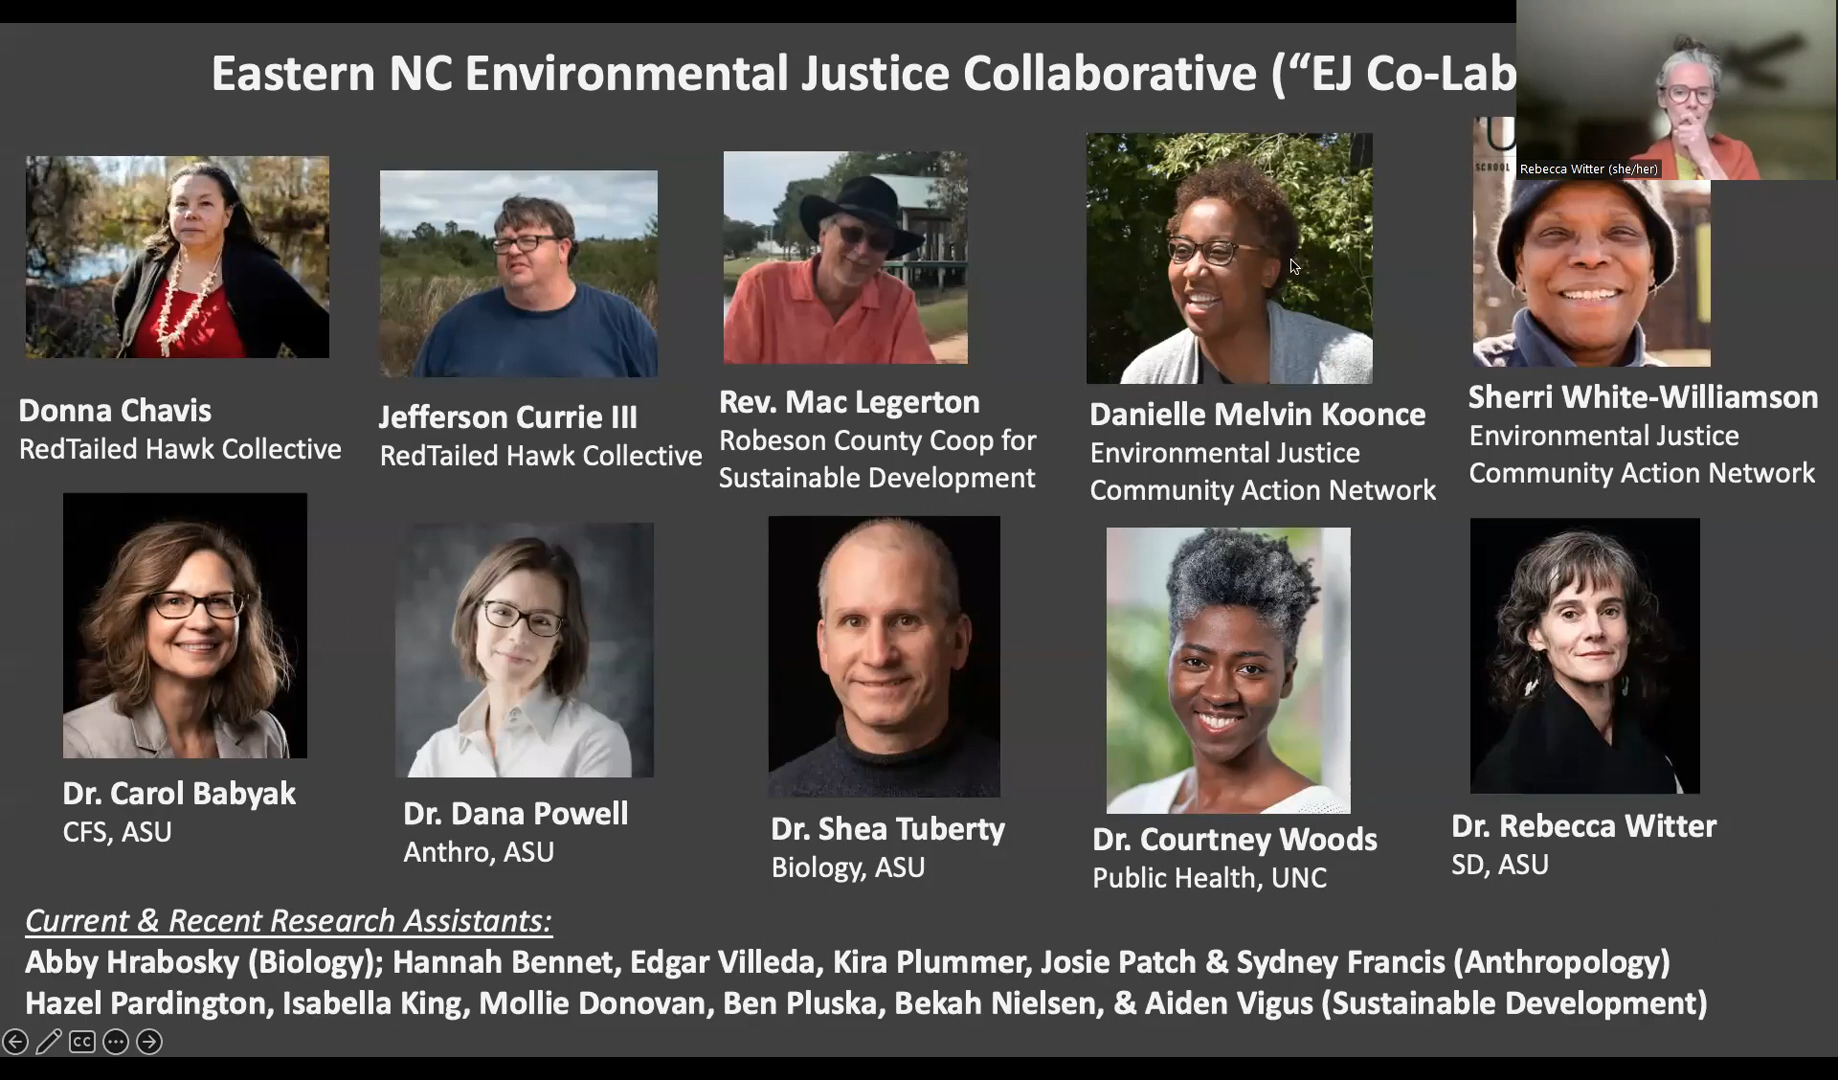 Eastern NC Environmental Justice Collaborative (“EJ Co-Lab
SCHOOL
Rebecca Witter (she/her)
Donna Chavis
RedTailed Hawk Collective
Jefferson Currie III
RedTailed Hawk Collective
Rev. Mac Legerton
Robeson County Coop for
Sustainable Development
Danielle Melvin Koonce
Environmental Justice
Community Action Network
Sherri White-Williamson
Environmental Justice
Community Action Network
Dr. Carol Babyak
CFS, ASU
Dr. Dana Powell
Anthro, ASU
Dr. Shea Tuberty
Biology, ASU
Dr. Courtney Woods
Public Health, UNC
Dr. Rebecca Witter
SD, ASU
Current & Recent Research Assistants:
Abby Hrabosky (Biology); Hannah Bennet, Edgar Villeda, Kira Plummer, Josie Patch & Sydney Francis (Anthropology)
Hazel Pardington, Isabella King, Mollie Donovan, Ben Pluska, Bekah Nielsen, & Aiden Vigus (Sustainable Development)
CC